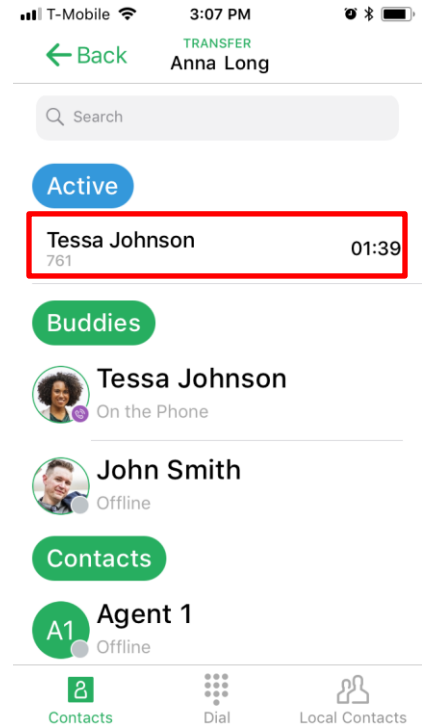 T-Mobile 3:07 PM
TRANSFER
Back Anna Long
Search
Active
Tessa Johnson 01:39
761
Buddies
Tessa Johnson
On the Phone
John Smith
Offline
Contacts
A1 Agent 1
Offline
Contacts Dial Local Contacts